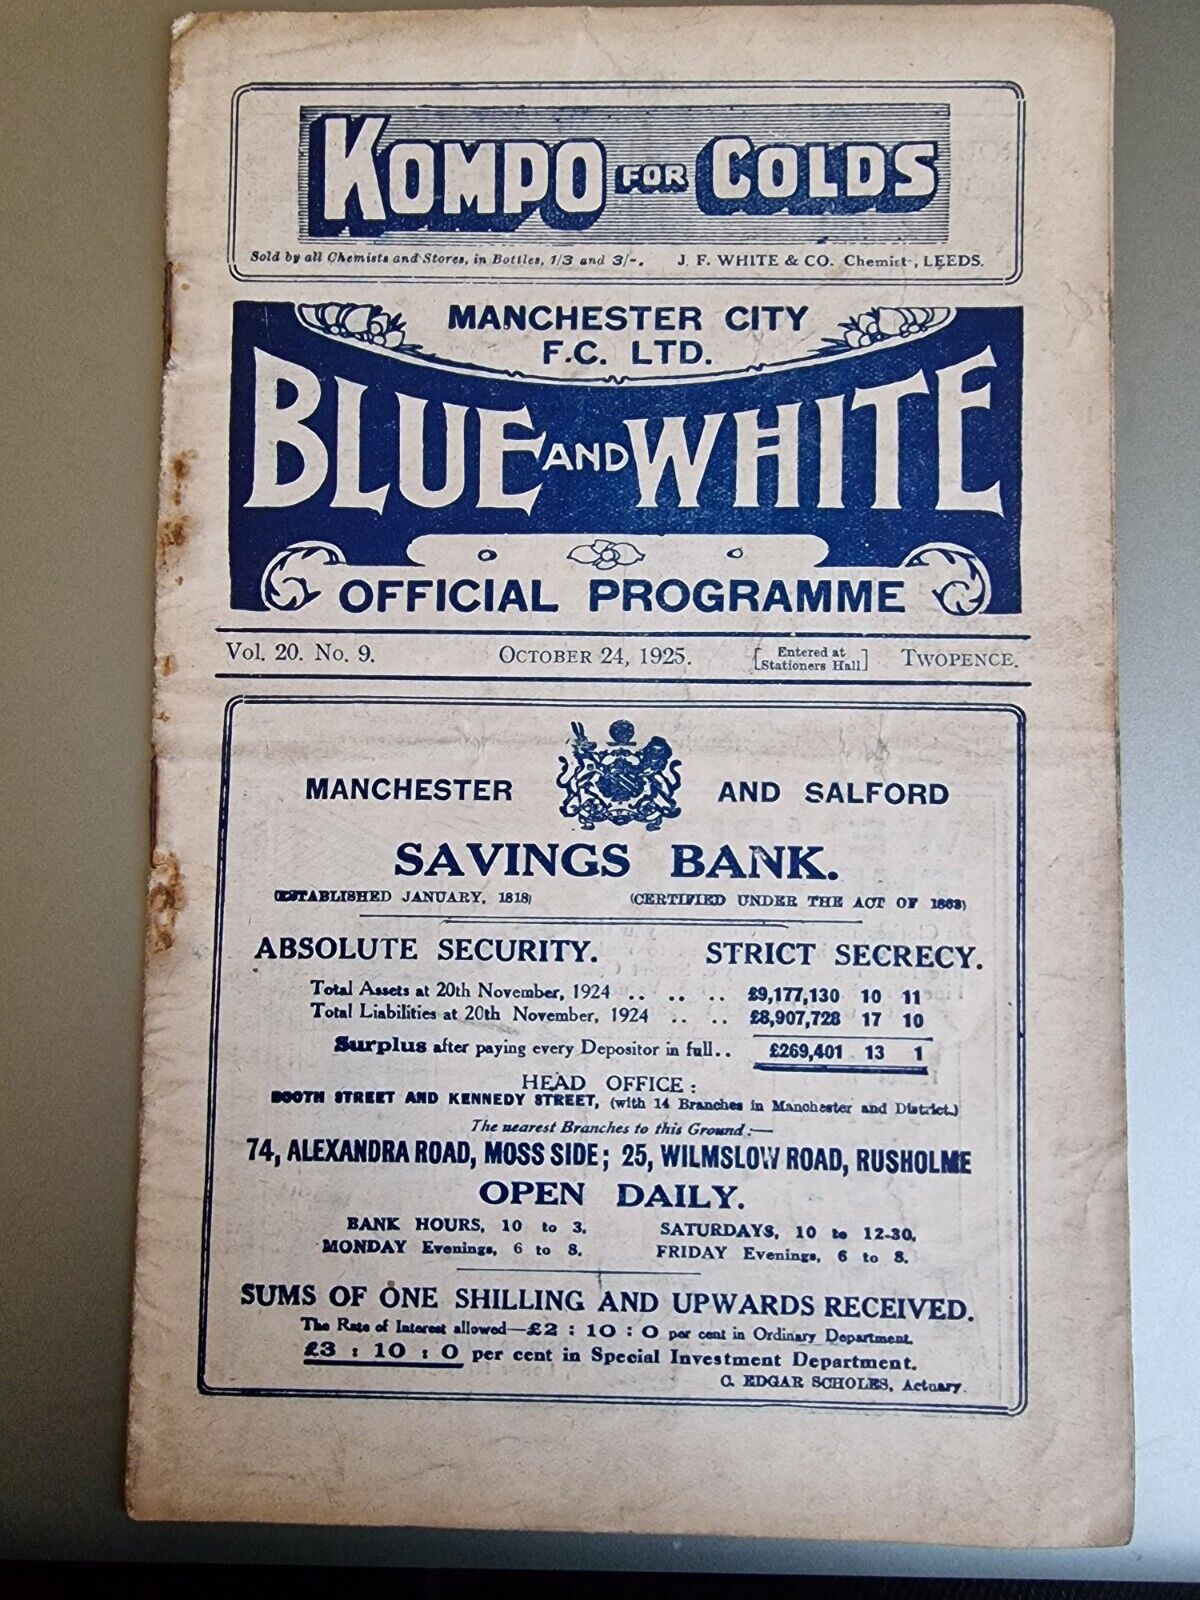 KOMPO FOR COLDS
Sold by all Chemists and Stores, in Bottles, 1/3 and 3/-. J. F. WHITE & CO. Chemist-, LEEDS.
MANCHESTER CITY
F.C. LTD.
BLUE AND WHITE
OFFICIAL PROGRAMME
Vol. 20. No. 9. OCTOBER 24, 1925. [Entered at Stationers Hall] TWOPENCE.
MANCHESTER AND SALFORD
SAVINGS BANK.
(ESTABLISHED JANUARY, 1818) (CERTIFIED UNDER THE ACT OF 1863)
ABSOLUTE SECURITY. STRICT SECRECY.
Total Assets at 20th November, 1924 .. .. .. £9,177,130 10 11
Total Liabilities at 20th November, 1924 .. .. £8,907,728 17 10
Surplus after paying every Depositor in full.. £269,401 13 1
HEAD OFFICE:
BOOTH STREET AND KENNEDY STREET, (with 14 Branches in Manchester and District.)
The nearest Branches to this Ground:—
74, ALEXANDRA ROAD, MOSS SIDE; 25, WILMSLOW ROAD, RUSHOLME
OPEN DAILY.
BANK HOURS, 10 to 3. SATURDAYS, 10 to 12-30.
MONDAY Evenings, 6 to 8. FRIDAY Evenings, 6 to 8.
SUMS OF ONE SHILLING AND UPWARDS RECEIVED.
The Rate of Interest allowed—£2 : 10 : 0 per cent in Ordinary Department.
£3 : 10 : 0 per cent in Special Investment Department.
C. EDGAR SCHOLES, Actuary.